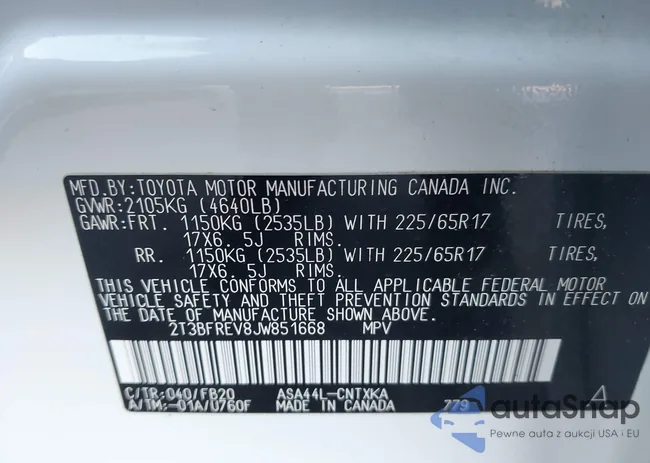 MFD.BY:TOYOTA MOTOR MANUFACTURING CANADA INC.
GVWR:2105KG (4640LB)
GAWR:FRT. 1150KG (2535LB) WITH 225/65R17 TIRES,
17X6. 5J RIMS.
RR. 1150KG (2535LB) WITH 225/65R17 TIRES,
17X6. 5J RIMS.
THIS VEHICLE CONFORMS TO ALL APPLICABLE FEDERAL MOTOR
VEHICLE SAFETY AND THEFT PREVENTION STANDARDS IN EFFECT ON
THE DATE OF MANUFACTURE SHOWN ABOVE.
2T3BFREV8JW851668 MPV
C/TR:040/FB20 ASA44L-CNTXKA
A/TM:-01A/U760F MADE IN CANADA 779
autoSnap
Pewne auta z aukcji USA i EU